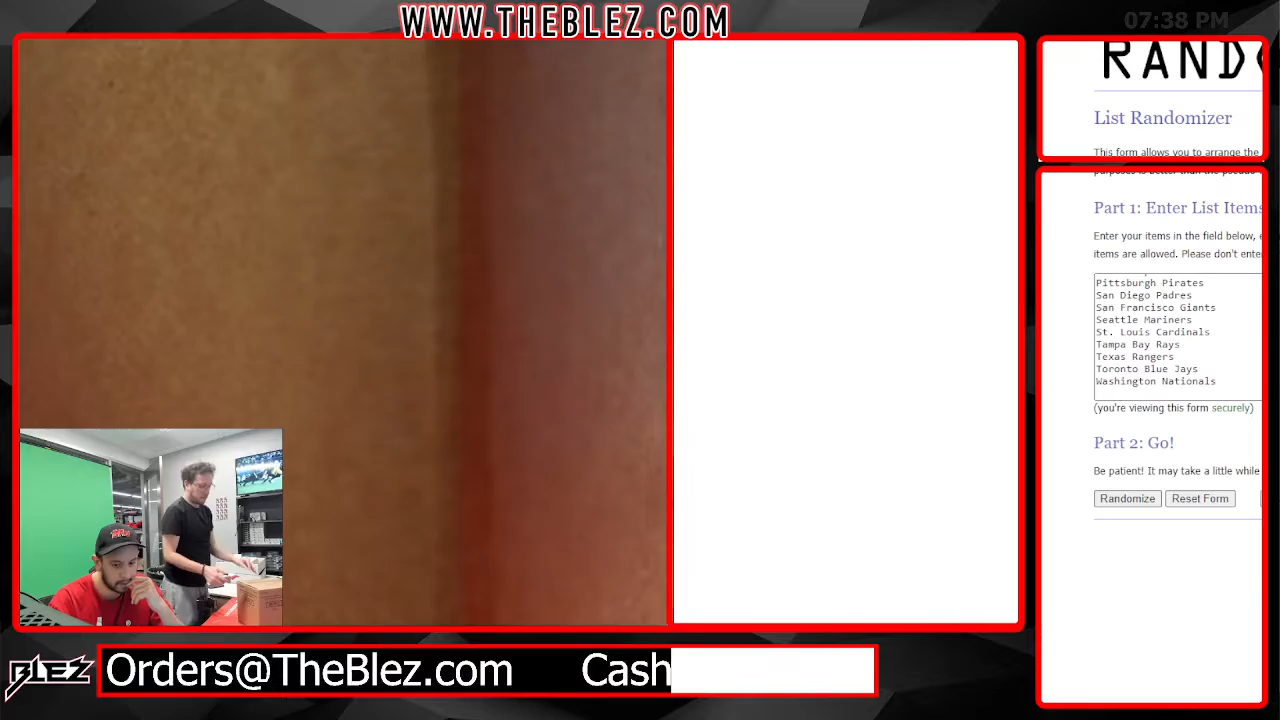 WWW.THEBLEZ.COM
07:38 PM
RANDO
List Randomizer
This form allows you to arrange the
Part 1: Enter List Items
Enter your items in the field below, e
items are allowed. Please don't ente
Pittsburgh Pirates
San Diego Padres
San Francisco Giants
Seattle Mariners
St. Louis Cardinals
Tampa Bay Rays
Texas Rangers
Toronto Blue Jays
Washington Nationals
(you're viewing this form securely)
Part 2: Go!
Be patient! It may take a little while
Randomize Reset Form
BLEZ Orders@TheBlez.com Cash